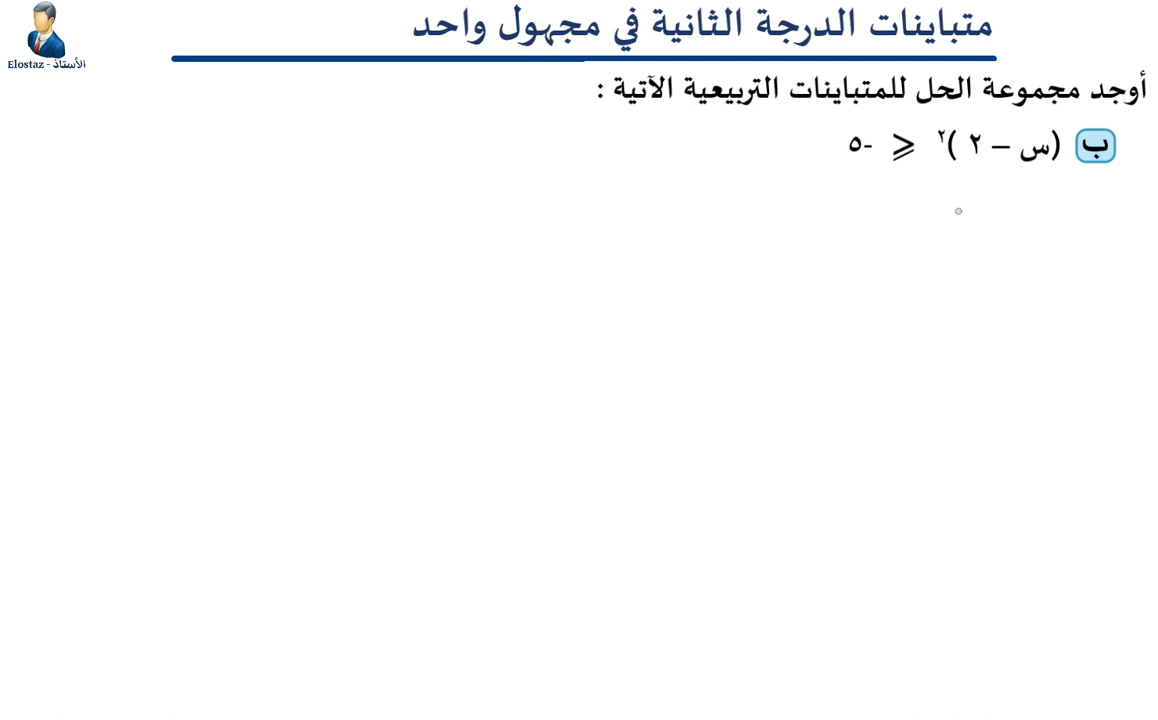 متباينات الدرجة الثانية في مجهول واحد
Elostaz - الأستاذ
أوجد مجموعة الحل للمتباينات التربيعية الآتية :
ب (س – ٢ )٢ ⩾ -٥